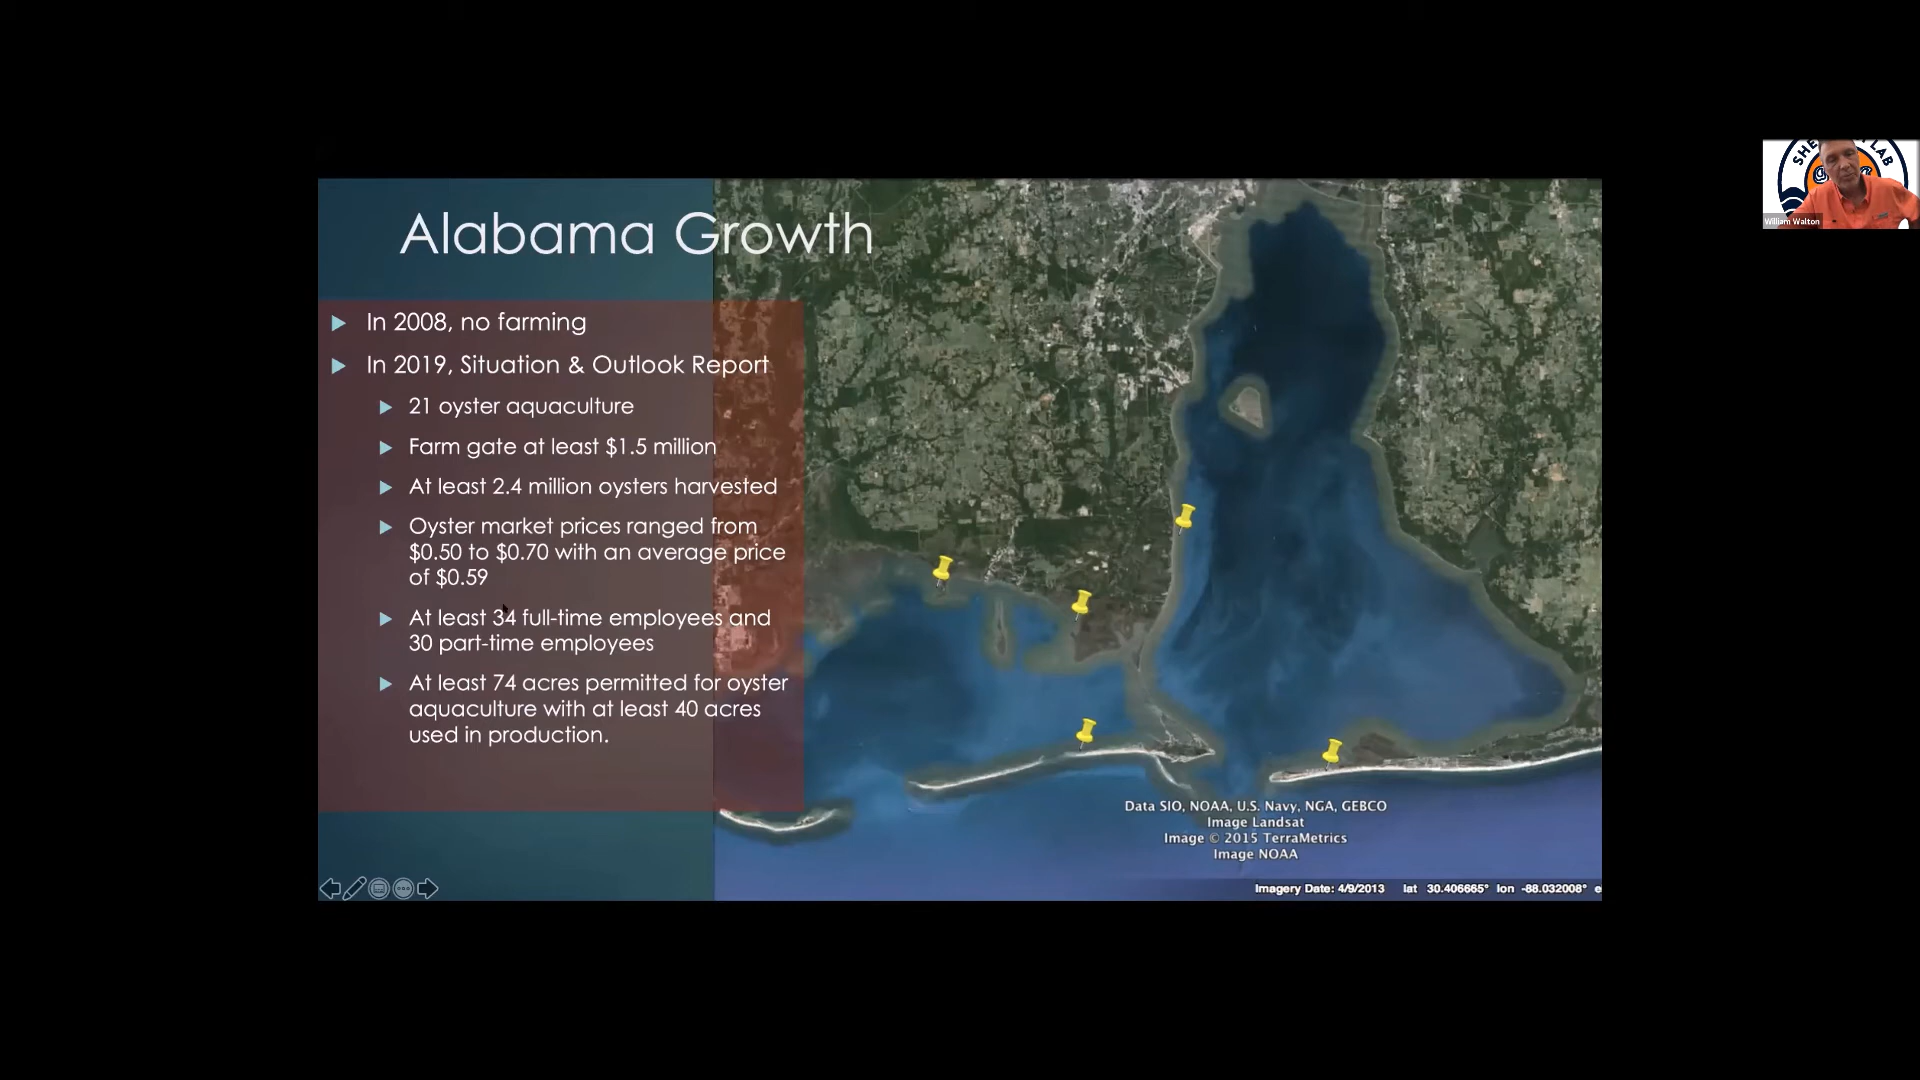 Alabama Growth
In 2008, no farming
In 2019, Situation & Outlook Report
21 oyster aquaculture
Farm gate at least $1.5 million
At least 2.4 million oysters harvested
Oyster market prices ranged from
$0.50 to $0.70 with an average price
of $0.59
At least 34 full-time employees and
30 part-time employees
At least 74 acres permitted for oyster
aquaculture with at least 40 acres
used in production.
Data SIO, NOAA, U.S. Navy, NGA, GEBCO
Image Landsat
Image © 2015 TerraMetrics
Image NOAA
Imagery Date: 4/9/2013 lat 30.406665° lon -88.032008° e
LAB
William Walton